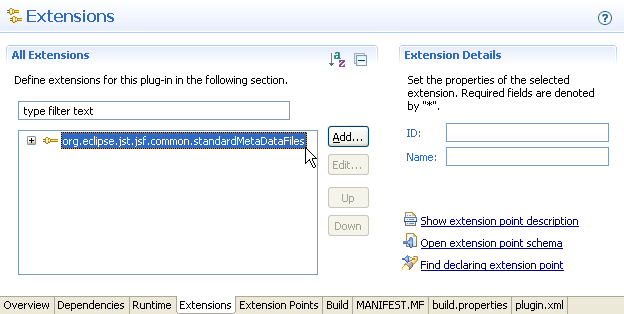 Extensions
All Extensions
Define extensions for this plug-in in the following section.
type filter text
org.eclipse.jst.jsf.common.standardMetaDataFiles
Add...
Edit...
Up
Down
Extension Details
Set the properties of the selected
extension. Required fields are denoted
by "*".
ID:
Name:
Show extension point description
Open extension point schema
Find declaring extension point
Overview Dependencies Runtime Extensions Extension Points Build MANIFEST.MF build.properties plugin.xml